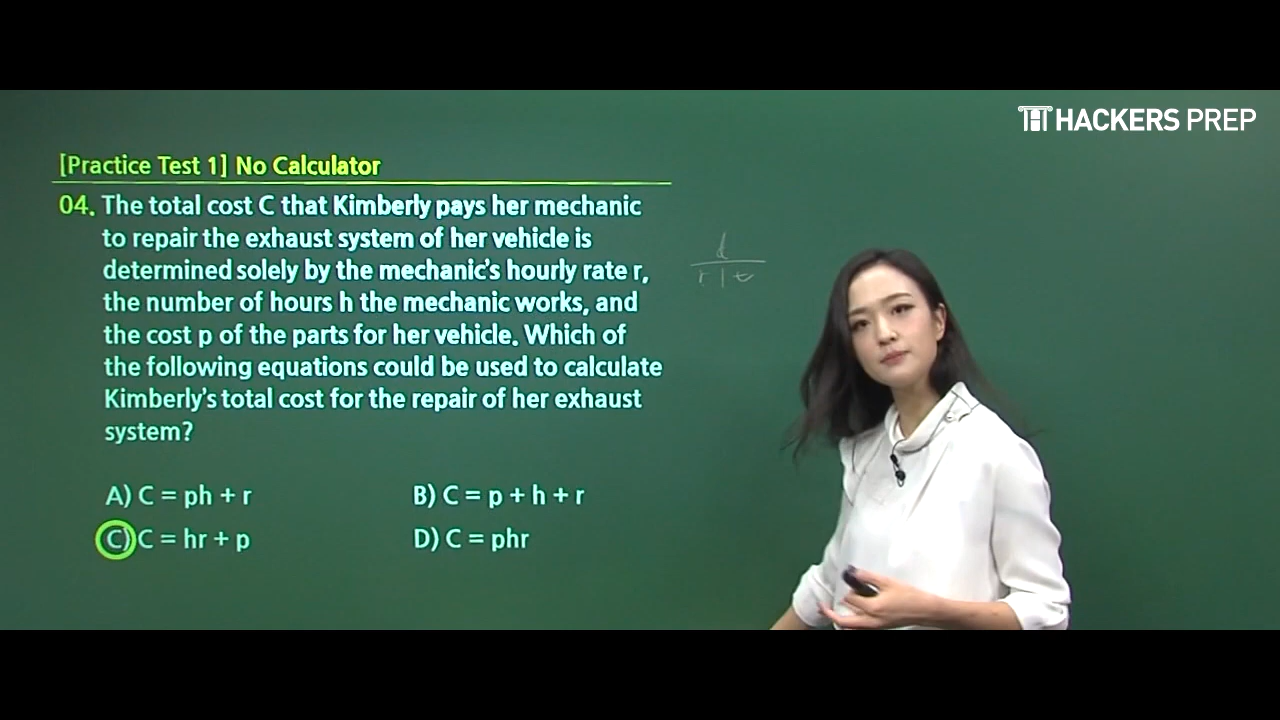 HACKERS PREP
[Practice Test 1] No Calculator
04. The total cost C that Kimberly pays her mechanic
to repair the exhaust system of her vehicle is
determined solely by the mechanic's hourly rate r,
the number of hours h the mechanic works, and
the cost p of the parts for her vehicle. Which of
the following equations could be used to calculate
Kimberly's total cost for the repair of her exhaust
system?
d
r | t
A) C = ph + r B) C = p + h + r
C) C = hr + p D) C = phr